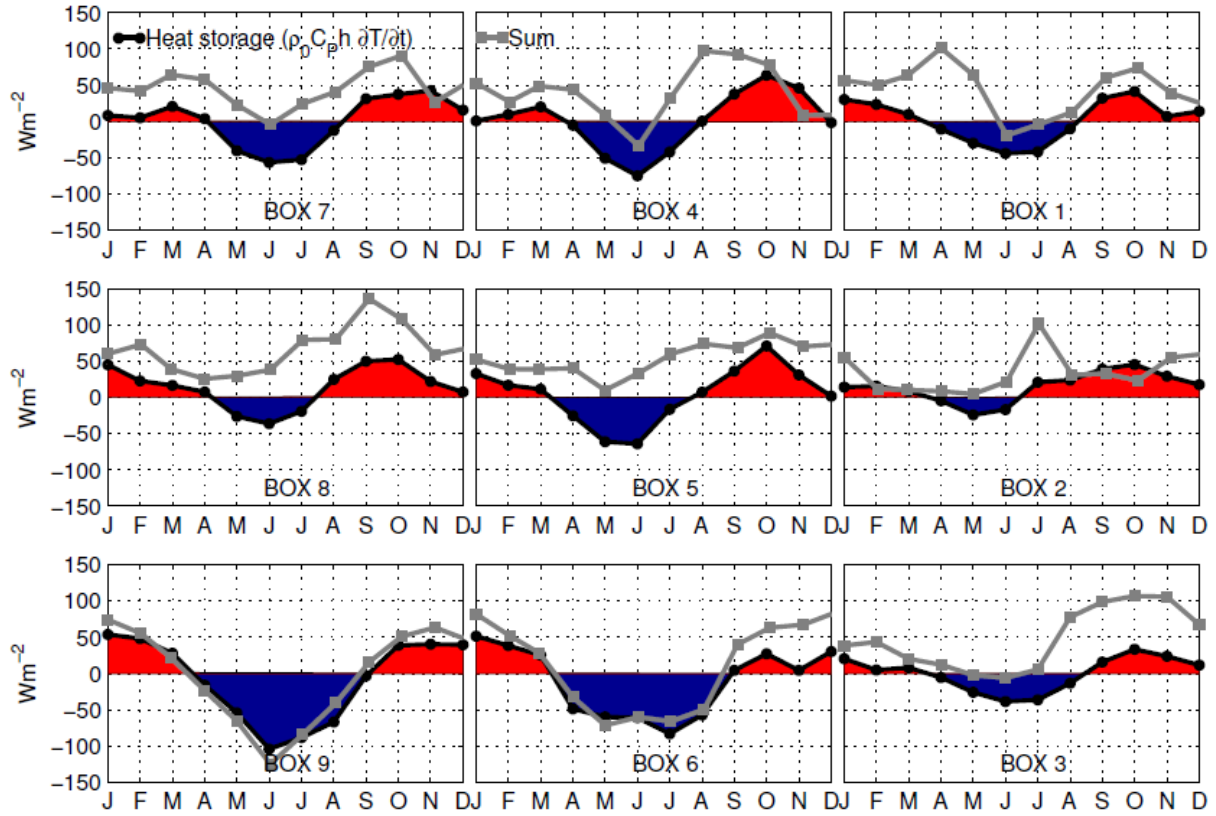 150
100
50
0
−50
−100
−150
Wm⁻²
Heat storage (ρ₀Cₚh ∂T/∂t)
Sum
BOX 7
BOX 4
BOX 1
J F M A M J J A S O N D
J F M A M J J A S O N D
J F M A M J J A S O N D
150
100
50
0
−50
−100
−150
Wm⁻²
BOX 8
BOX 5
BOX 2
J F M A M J J A S O N D
J F M A M J J A S O N D
J F M A M J J A S O N D
150
100
50
0
−50
−100
−150
Wm⁻²
BOX 9
BOX 6
BOX 3
J F M A M J J A S O N D
J F M A M J J A S O N D
J F M A M J J A S O N D